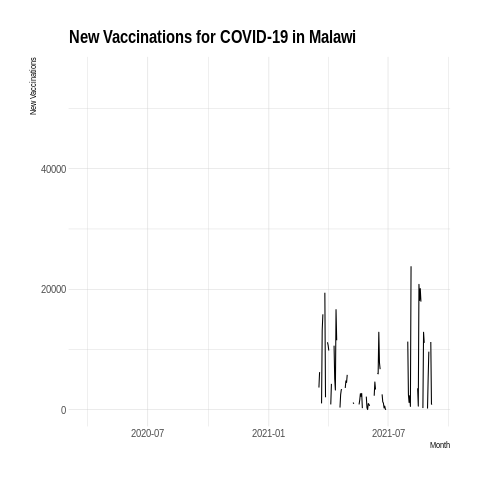 New Vaccinations for COVID-19 in Malawi
New Vaccinations
40000
20000
0
2020-07 2021-01 2021-07
Month